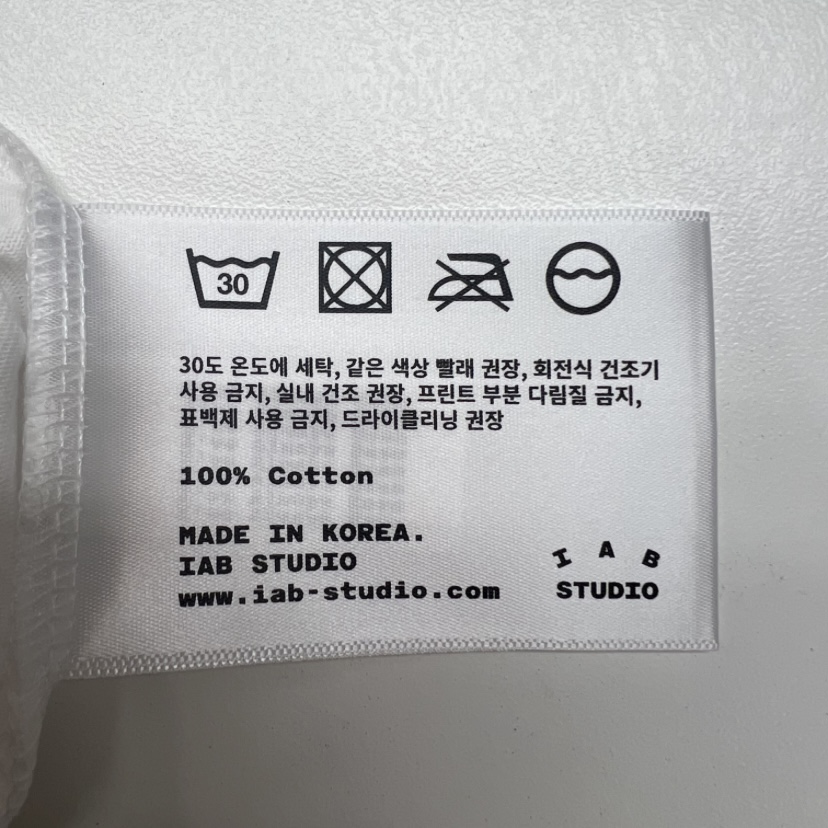 30
30도 온도에 세탁, 같은 색상 빨래 권장, 회전식 건조기
사용 금지, 실내 건조 권장, 프린트 부분 다림질 금지,
표백제 사용 금지, 드라이클리닝 권장
100% Cotton
MADE IN KOREA.
IAB STUDIO
www.iab-studio.com
I A B
STUDIO